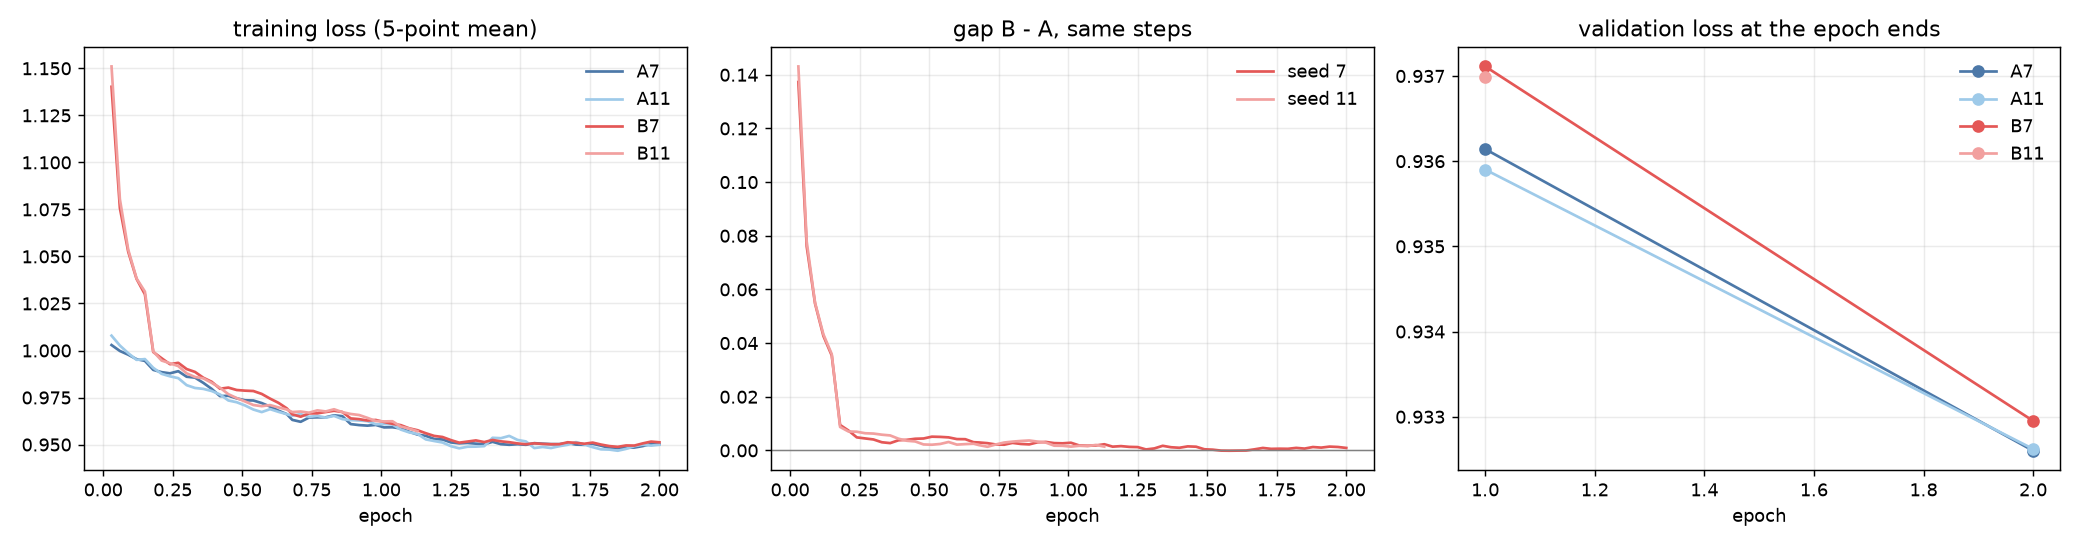 training loss (5-point mean)
1.150
1.125
1.100
1.075
1.050
1.025
1.000
0.975
0.950
A7
A11
B7
B11
0.00 0.25 0.50 0.75 1.00 1.25 1.50 1.75 2.00
epoch
gap B - A, same steps
0.14
0.12
0.10
0.08
0.06
0.04
0.02
0.00
seed 7
seed 11
0.00 0.25 0.50 0.75 1.00 1.25 1.50 1.75 2.00
epoch
validation loss at the epoch ends
0.937
0.936
0.935
0.934
0.933
A7
A11
B7
B11
1.0 1.2 1.4 1.6 1.8 2.0
epoch